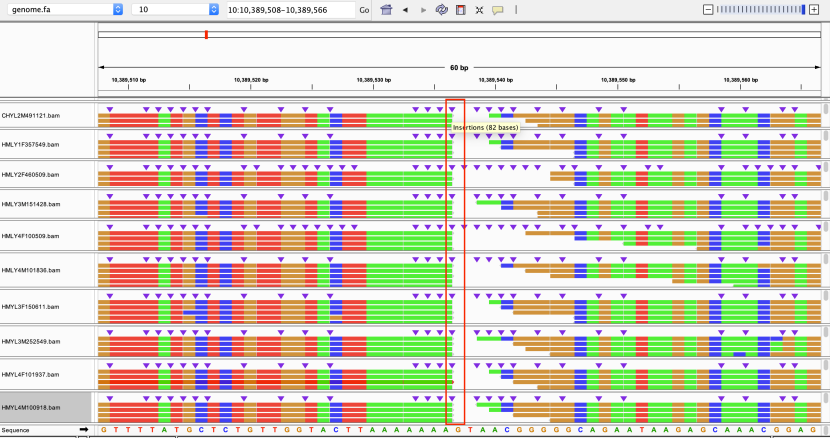 genome.fa 10 10:10,389,508-10,389,566 Go
60 bp
10,389,510 bp 10,389,520 bp 10,389,530 bp 10,389,540 bp 10,389,550 bp 10,389,560 bp
CHYL2M491121.bam
Insertions (82 bases)
HMLY1F357549.bam
HMLY2F460509.bam
HMLY3M151428.bam
HMLY4F100509.bam
HMLY4M101836.bam
HMYL3F150611.bam
HMYL3M252549.bam
HMYL4F101937.bam
HMYL4M100918.bam
Sequence G T T T T A T G C T C T G T T G G T A C T T A A A A A A A G T A A C G G G G G C A G A A T A A G A G C A A A C G G A G